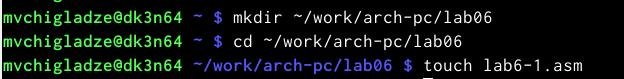 mvchigladze@dk3n64 ~ $ mkdir ~/work/arch-pc/lab06
mvchigladze@dk3n64 ~ $ cd ~/work/arch-pc/lab06
mvchigladze@dk3n64 ~/work/arch-pc/lab06 $ touch lab6-1.asm